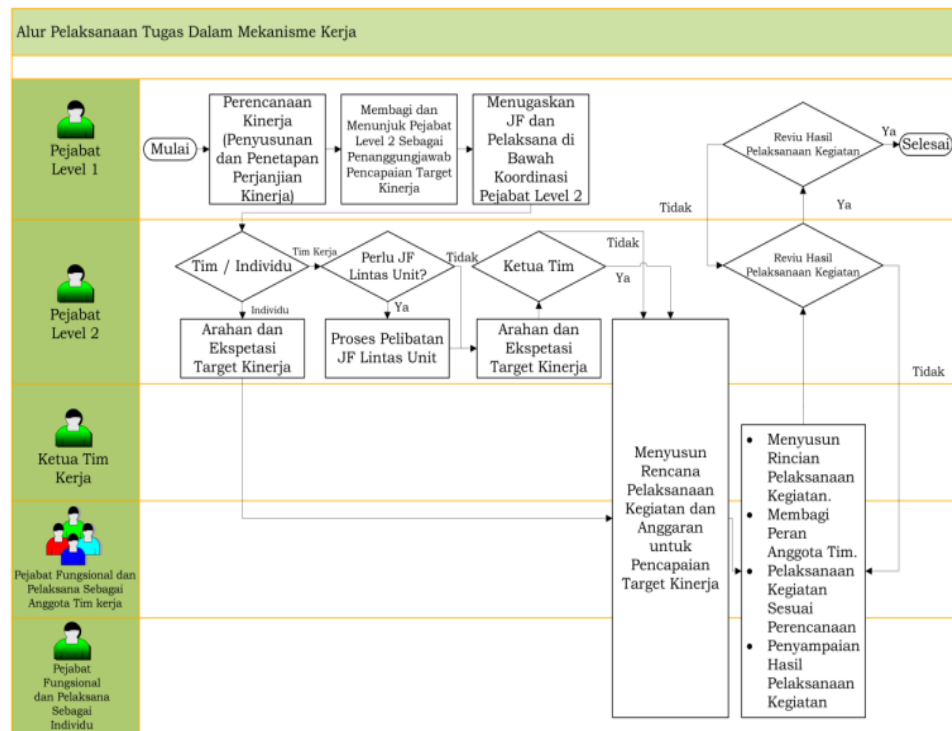 Alur Pelaksanaan Tugas Dalam Mekanisme Kerja
Pejabat
Level 1
Mulai
Perencanaan
Kinerja
(Penyusunan
dan Penetapan
Perjanjian
Kinerja)
Membagi dan
Menunjuk Pejabat
Level 2 Sebagai
Penanggungjawab
Pencapaian Target
Kinerja
Menugaskan
JF dan
Pelaksana di
Bawah
Koordinasi
Pejabat Level 2
Reviu Hasil
Pelaksanaan Kegiatan
Ya
Selesai
Tidak
Ya
Pejabat
Level 2
Tim / Individu
Tim Kerja
Individu
Perlu JF
Lintas Unit?
Tidak
Ya
Ketua Tim
Tidak
Ya
Reviu Hasil
Pelaksanaan Kegiatan
Tidak
Arahan dan
Ekspetasi
Target Kinerja
Proses Pelibatan
JF Lintas Unit
Arahan dan
Ekspetasi
Target Kinerja
Ketua Tim
Kerja
Menyusun
Rencana
Pelaksanaan
Kegiatan dan
Anggaran
untuk
Pencapaian
Target Kinerja
• Menyusun
Rincian
Pelaksanaan
Kegiatan.
• Membagi
Peran
Anggota Tim.
• Pelaksanaan
Kegiatan
Sesuai
Perencanaan
• Penyampaian
Hasil
Pelaksanaan
Kegiatan
Pejabat Fungsional dan
Pelaksana Sebagai
Anggota Tim kerja
Pejabat
Fungsional
dan Pelaksana
Sebagai
Individu